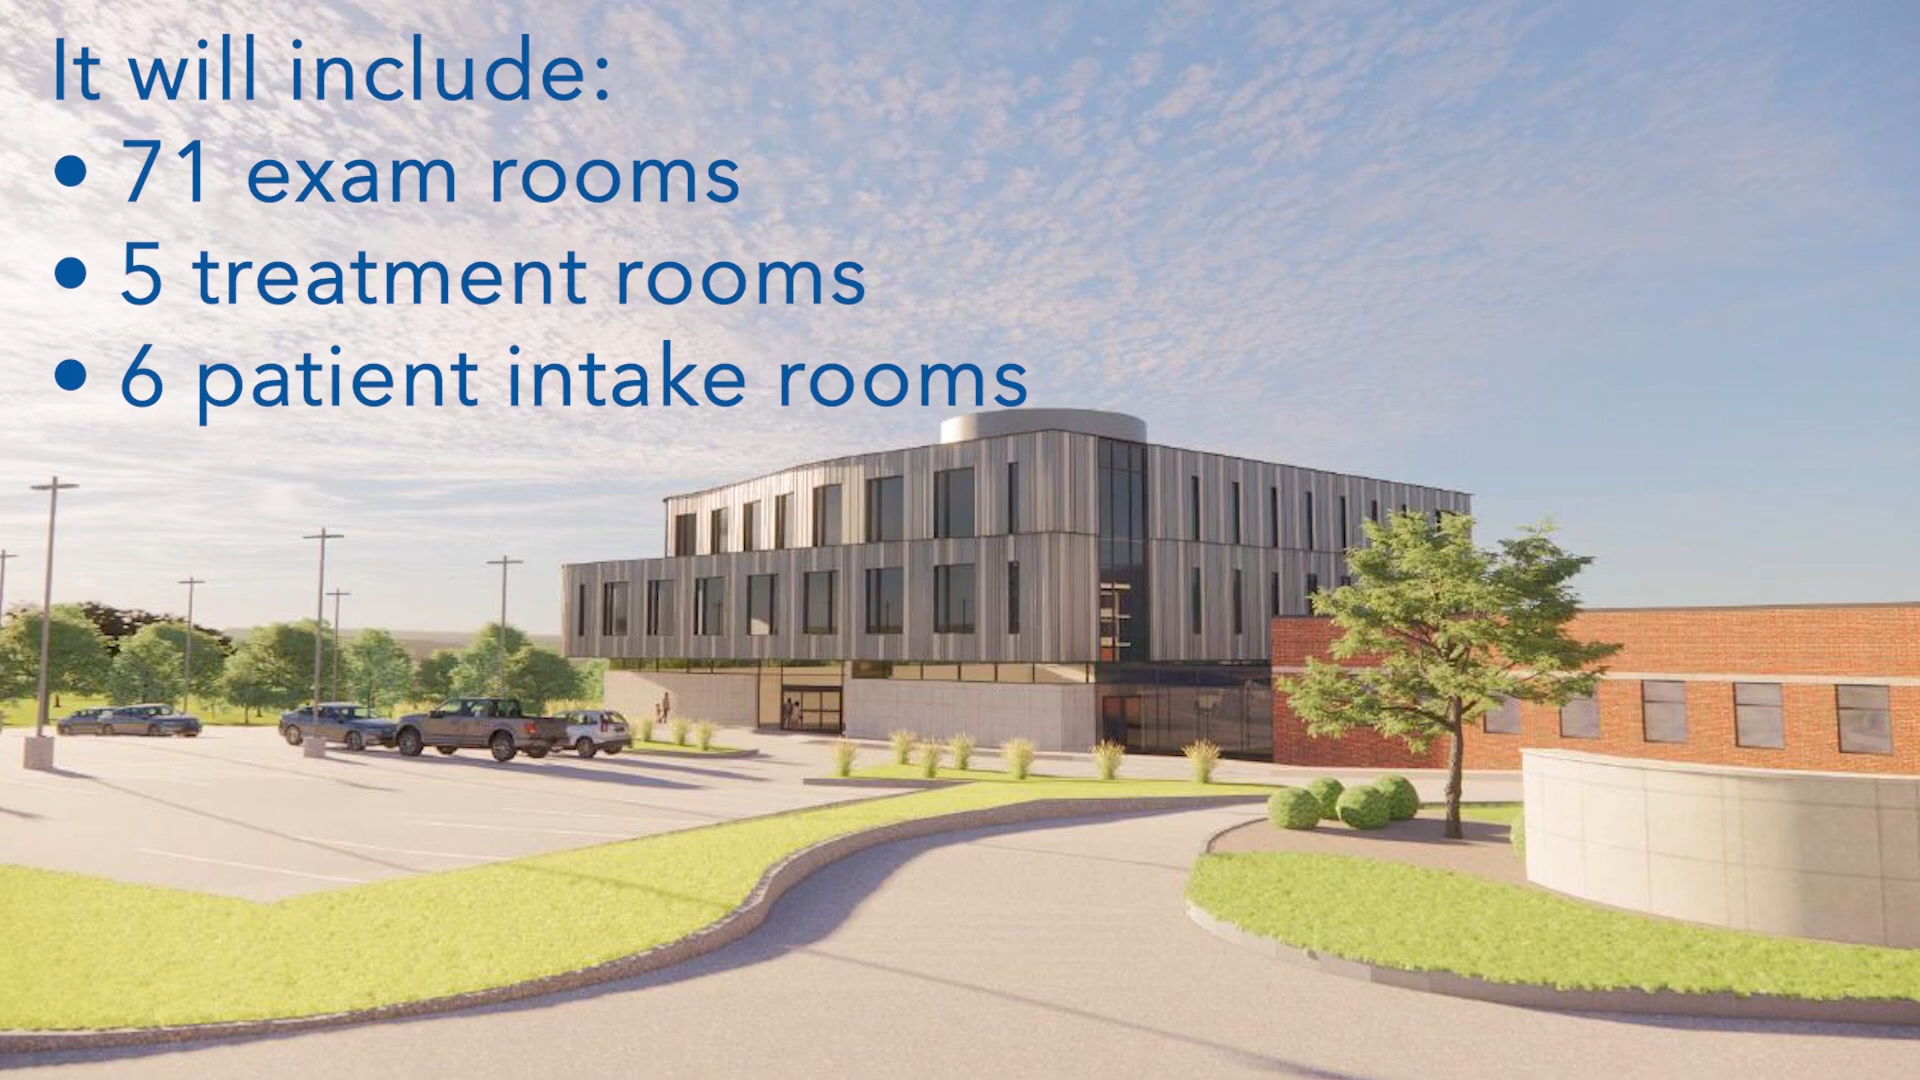 It will include:
• 71 exam rooms
• 5 treatment rooms
• 6 patient intake rooms